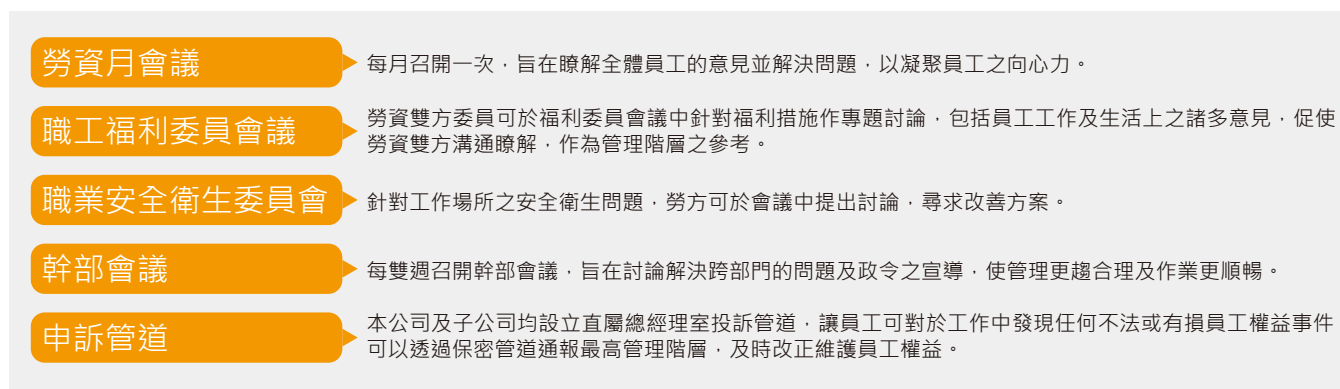 勞資月會議
每月召開一次，旨在瞭解全體員工的意見並解決問題，以凝聚員工之向心力。
職工福利委員會議
勞資雙方委員可於福利委員會議中針對福利措施作專題討論，包括員工工作及生活上之諸多意見，促使
勞資雙方溝通瞭解，作為管理階層之參考。
職業安全衛生委員會
針對工作場所之安全衛生問題，勞方可於會議中提出討論，尋求改善方案。
幹部會議
每雙週召開幹部會議，旨在討論解決跨部門的問題及政令之宣導，使管理更趨合理及作業更順暢。
申訴管道
本公司及子公司均設立直屬總經理室投訴管道，讓員工可對於工作中發現任何不法或有損員工權益事件
可以透過保密管道通報最高管理階層，及時改正維護員工權益。